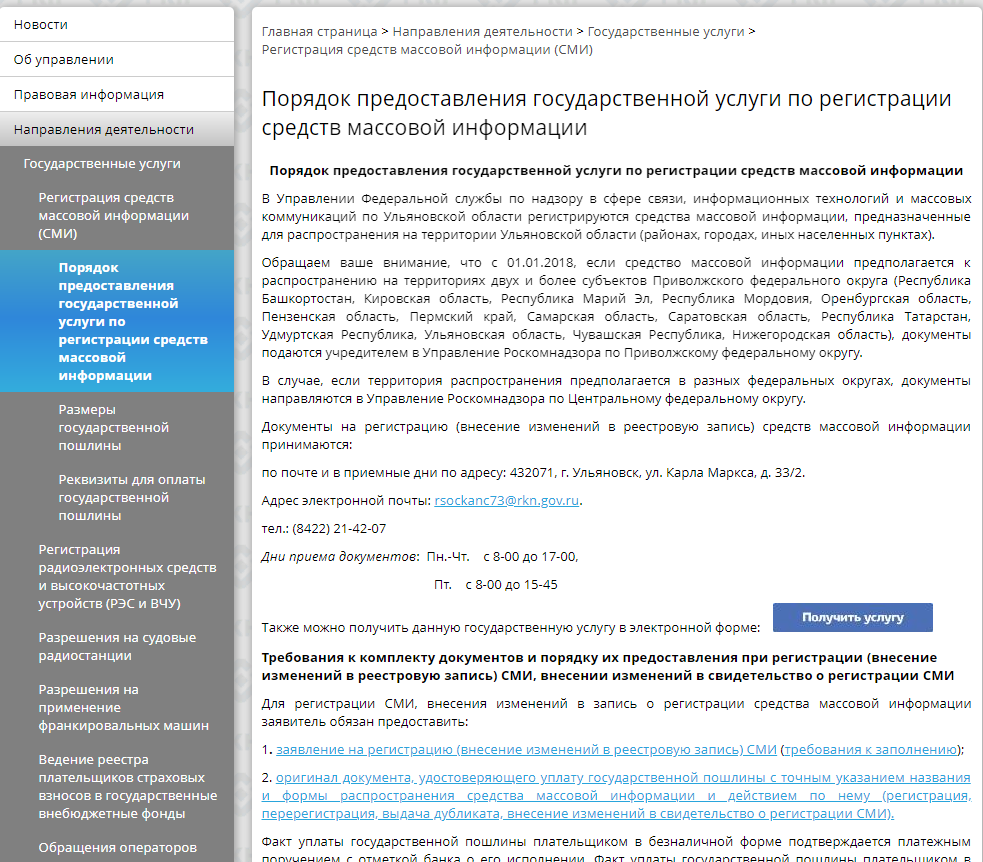 Новости
Об управлении
Правовая информация
Направления деятельности
Государственные услуги
Регистрация средств
массовой информации
(СМИ)
Порядок
предоставления
государственной
услуги по
регистрации средств
массовой
информации
Размеры
государственной
пошлины
Реквизиты для оплаты
государственной
пошлины
Регистрация
радиоэлектронных средств
и высокочастотных
устройств (РЭС и ВЧУ)
Разрешения на судовые
радиостанции
Разрешения на
применение
франкировальных машин
Ведение реестра
плательщиков страховых
взносов в государственные
внебюджетные фонды
Обращения операторов
Главная страница > Направления деятельности > Государственные услуги >
Регистрация средств массовой информации (СМИ)
Порядок предоставления государственной услуги по регистрации
средств массовой информации
Порядок предоставления государственной услуги по регистрации средств массовой информации
В Управлении Федеральной службы по надзору в сфере связи, информационных технологий и массовых
коммуникаций по Ульяновской области регистрируются средства массовой информации, предназначенные
для распространения на территории Ульяновской области (районах, городах, иных населенных пунктах).
Обращаем ваше внимание, что с 01.01.2018, если средство массовой информации предполагается к
распространению на территориях двух и более субъектов Приволжского федерального округа (Республика
Башкортостан, Кировская область, Республика Марий Эл, Республика Мордовия, Оренбургская область,
Пензенская область, Пермский край, Самарская область, Саратовская область, Республика Татарстан,
Удмуртская Республика, Ульяновская область, Чувашская Республика, Нижегородская область), документы
подаются учредителем в Управление Роскомнадзора по Приволжскому федеральному округу.
В случае, если территория распространения предполагается в разных федеральных округах, документы
направляются в Управление Роскомнадзора по Центральному федеральному округу.
Документы на регистрацию (внесение изменений в реестровую запись) средств массовой информации
принимаются:
по почте и в приемные дни по адресу: 432071, г. Ульяновск, ул. Карла Маркса, д. 33/2.
Адрес электронной почты: rsockanc73@rkn.gov.ru.
тел.: (8422) 21-42-07
Дни приема документов: Пн.-Чт. с 8-00 до 17-00,
Пт. с 8-00 до 15-45
Также можно получить данную государственную услугу в электронной форме: Получить услугу
Требования к комплекту документов и порядку их предоставления при регистрации (внесение
изменений в реестровую запись) СМИ, внесении изменений в свидетельство о регистрации СМИ
Для регистрации СМИ, внесения изменений в запись о регистрации средства массовой информации
заявитель обязан предоставить:
1. заявление на регистрацию (внесение изменений в реестровую запись) СМИ (требования к заполнению);
2. оригинал документа, удостоверяющего уплату государственной пошлины с точным указанием названия
и формы распространения средства массовой информации и действием по нему (регистрация,
перерегистрация, выдача дубликата, внесение изменений в свидетельство о регистрации СМИ).
Факт уплаты государственной пошлины плательщиком в безналичной форме подтверждается платежным
поручением с отметкой банка о его исполнении. Факт уплаты государственной пошлины плательщиком в